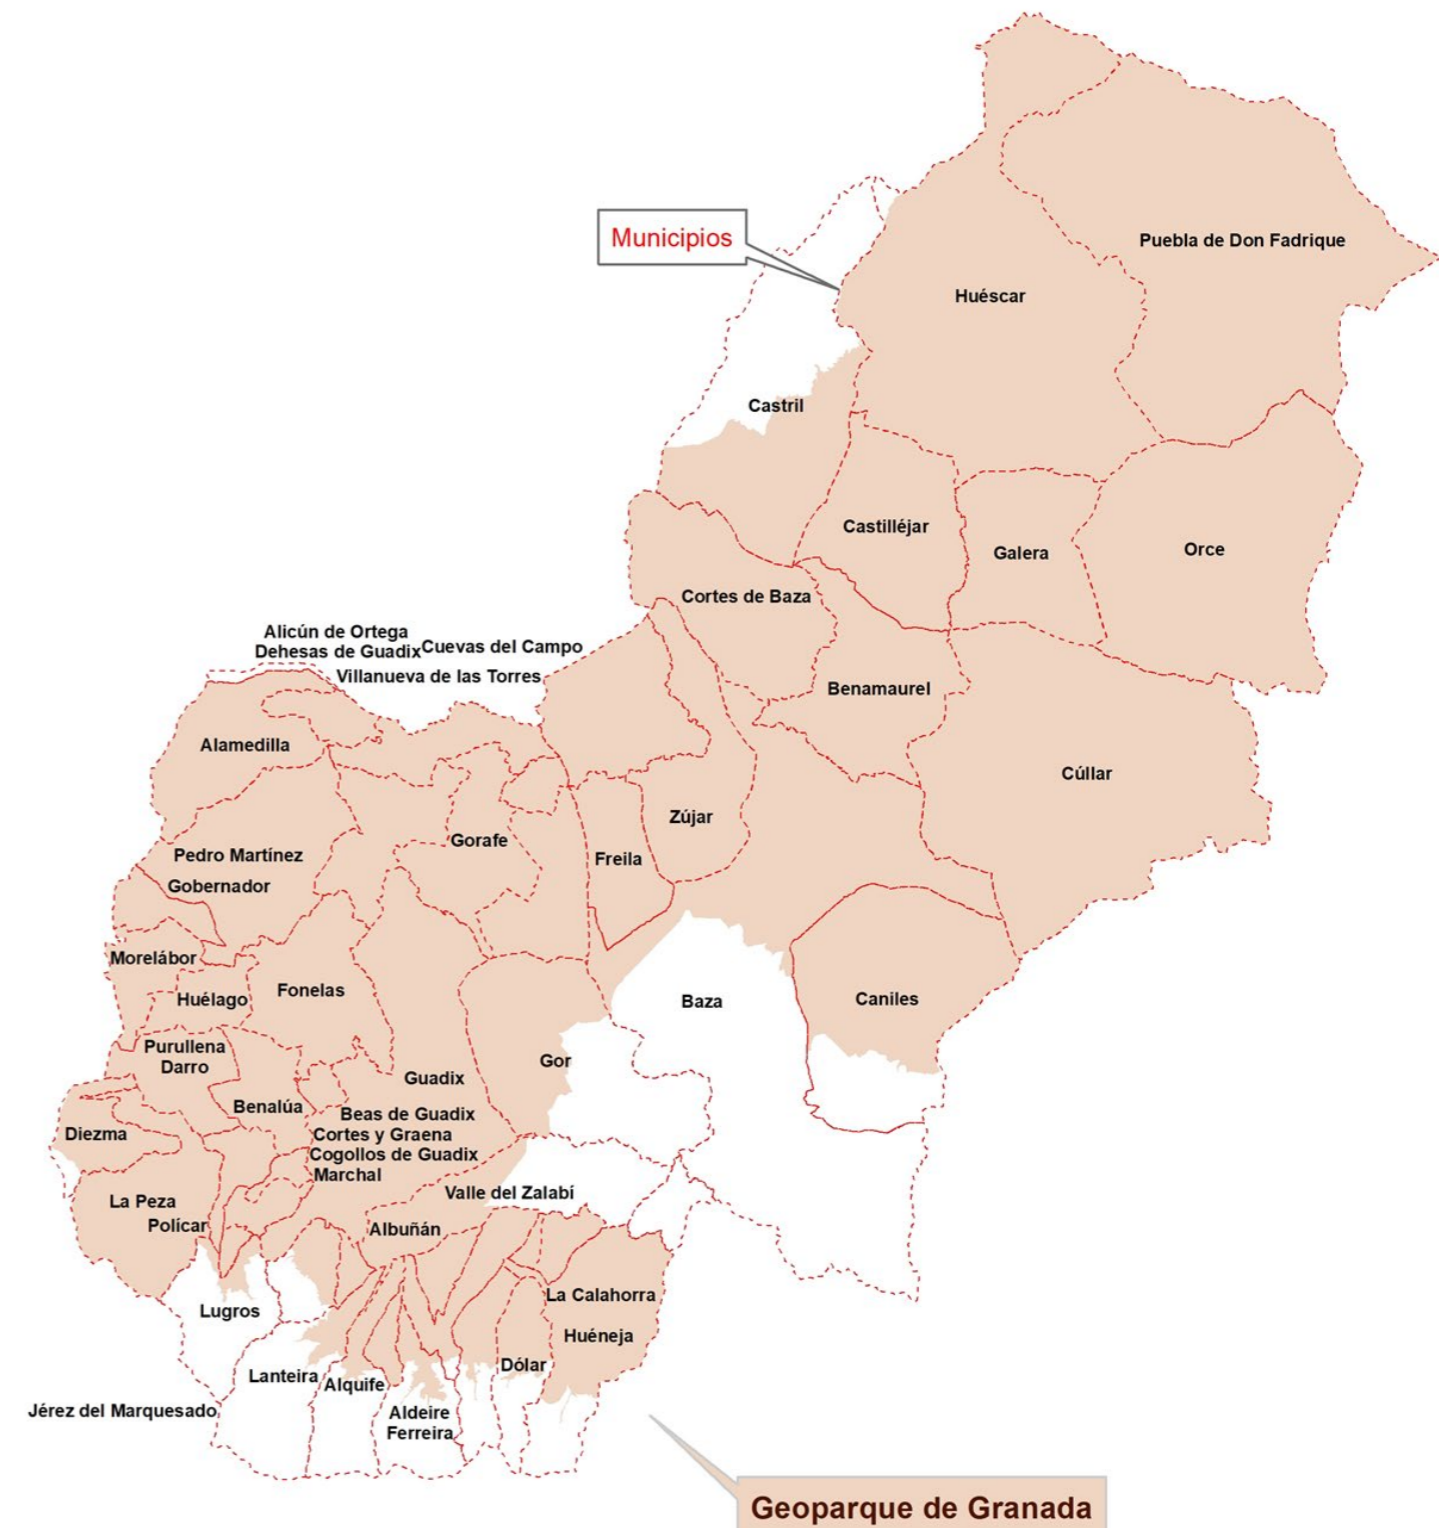 Municipios
Puebla de Don Fadrique
Huéscar
Castril
Castilléjar
Galera
Orce
Cortes de Baza
Alicún de Ortega
Dehesas de Guadix
Cuevas del Campo
Villanueva de las Torres
Benamaurel
Alamedilla
Cúllar
Zújar
Gorafe
Pedro Martínez
Freila
Gobernador
Morelábor
Huélago
Fonelas
Baza
Caniles
Purullena
Darro
Gor
Guadix
Benalúa
Beas de Guadix
Diezma
Cortes y Graena
Cogollos de Guadix
Marchal
La Peza
Valle del Zalabí
Polícar
Albuñán
La Calahorra
Lugros
Huéneja
Dólar
Lanteira
Alquife
Jérez del Marquesado
Aldeire
Ferreira
Geoparque de Granada